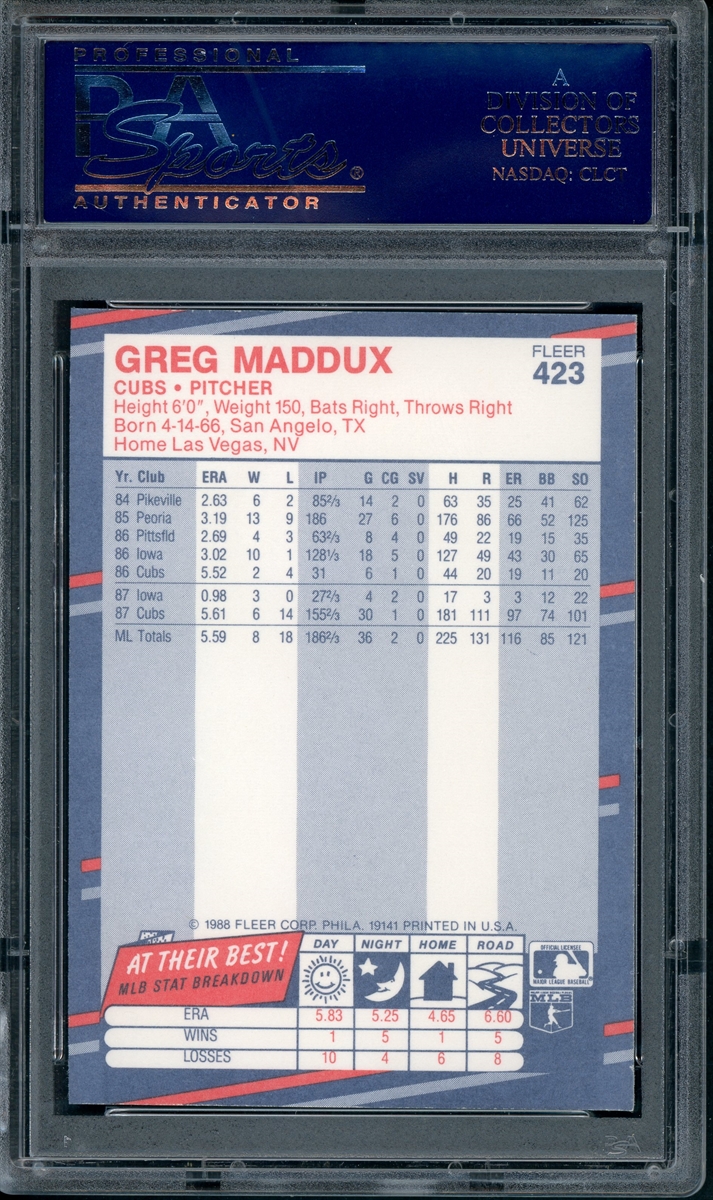 PROFESSIONAL
PSA
Sports®
AUTHENTICATOR
A
DIVISION OF
COLLECTORS
UNIVERSE
NASDAQ: CLCT
GREG MADDUX
CUBS • PITCHER
FLEER
423
Height 6'0", Weight 150, Bats Right, Throws Right
Born 4-14-66, San Angelo, TX
Home Las Vegas, NV
Yr. Club ERA W L IP G CG SV H R ER BB SO
84 Pikeville 2.63 6 2 85⅔ 14 2 0 63 35 25 41 62
85 Peoria 3.19 13 9 186 27 6 0 176 86 66 52 125
86 Pittsfld 2.69 4 3 63⅔ 8 4 0 49 22 19 15 35
86 Iowa 3.02 10 1 128⅓ 18 5 0 127 49 43 30 65
86 Cubs 5.52 2 4 31 6 1 0 44 20 19 11 20
87 Iowa 0.98 3 0 27⅔ 4 2 0 17 3 3 12 22
87 Cubs 5.61 6 14 155⅔ 30 1 0 181 111 97 74 101
ML Totals 5.59 8 18 186⅔ 36 2 0 225 131 116 85 121
© 1988 FLEER CORP. PHILA. 19141 PRINTED IN U.S.A.
AT THEIR BEST!
MLB STAT BREAKDOWN
DAY NIGHT HOME ROAD
ERA 5.83 5.25 4.65 6.60
WINS 1 5 1 5
LOSSES 10 4 6 8
OFFICIAL LICENSEE
MAJOR LEAGUE BASEBALL
MLB
PSA